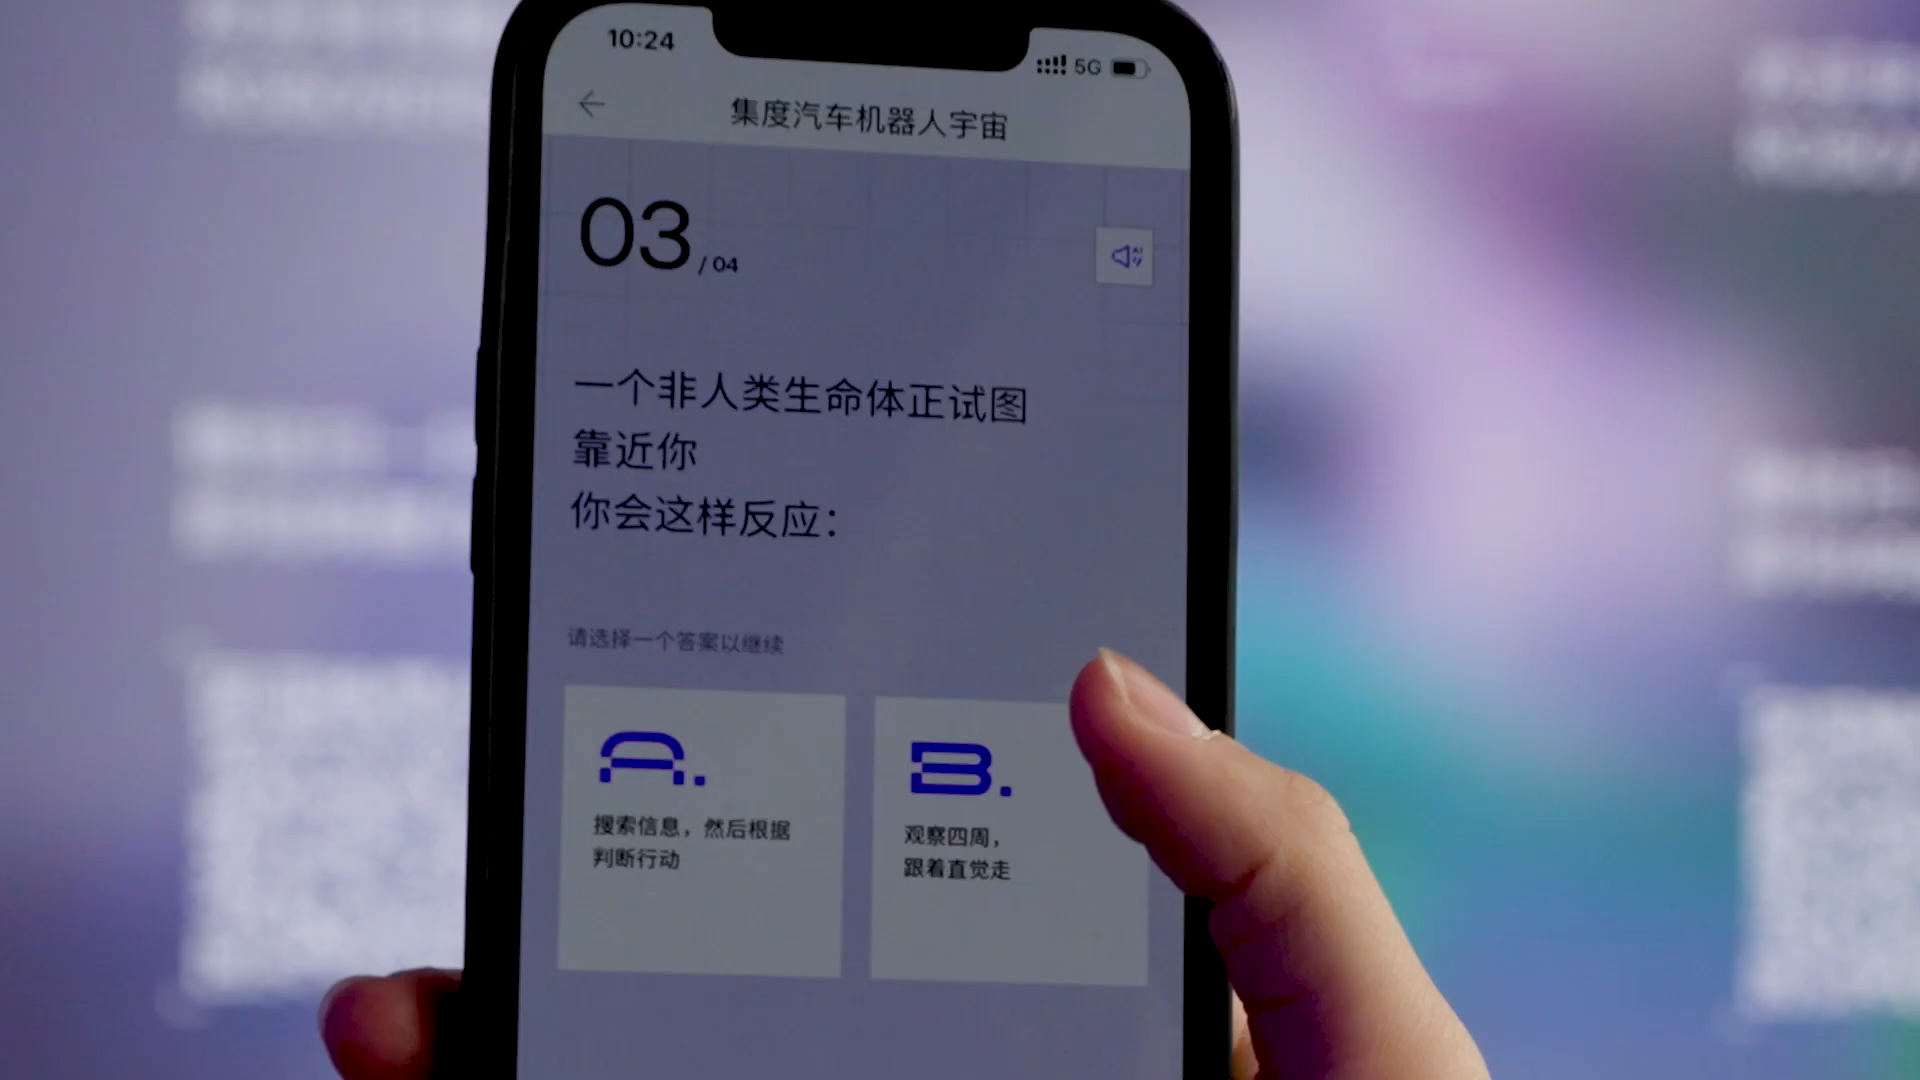 10:24
5G
集度汽车机器人宇宙
03 / 04
一个非人类生命体正试图
靠近你
你会这样反应：
请选择一个答案以继续
A.
搜索信息，然后根据
判断行动
B.
观察四周，
跟着直觉走